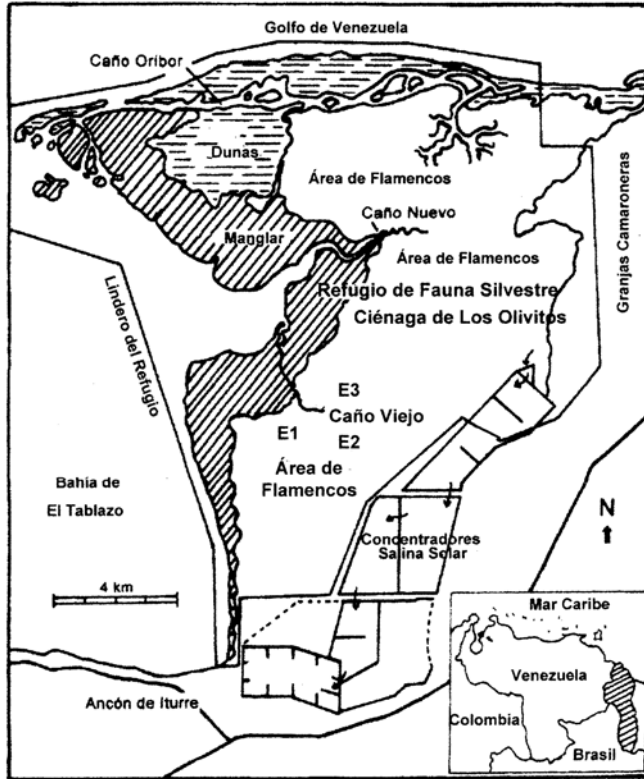 Golfo de Venezuela
Caño Oribor
Dunas
Área de Flamencos
Caño Nuevo
Manglar
Área de Flamencos
Refugio de Fauna Silvestre
Ciénaga de Los Olivitos
Granjas Camaroneras
Lindero del Refugio
E3
Caño Viejo
E1
E2
Área de
Flamencos
Bahía de
El Tablazo
N
Concentradores
Salina Solar
4 km
Ancón de Iturre
Mar Caribe
Venezuela
Colombia
Brasil